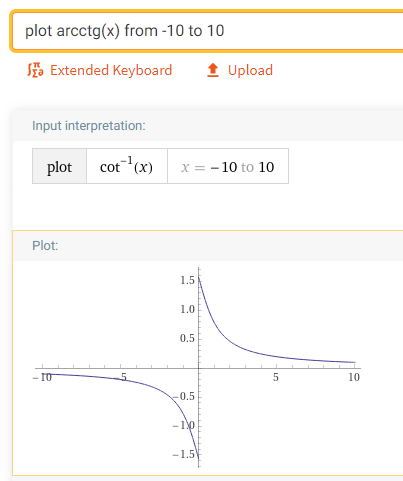 plot arcctg(x) from -10 to 10
Extended Keyboard Upload
Input interpretation:
plot cot⁻¹(x) x = −10 to 10
Plot:
1.5
1.0
0.5
−10 −5 5 10
−0.5
−1.0
−1.5